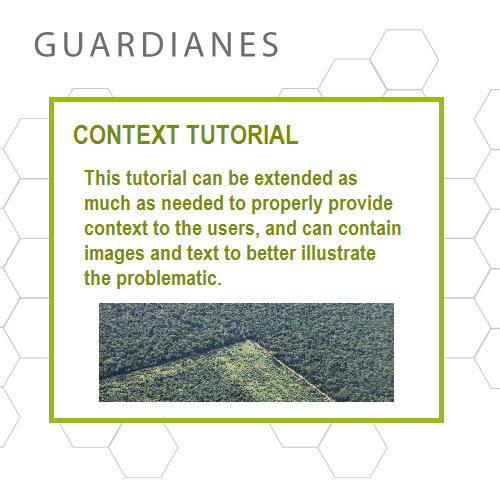 GUARDIANES
CONTEXT TUTORIAL
This tutorial can be extended as
much as needed to properly provide
context to the users, and can contain
images and text to better illustrate
the problematic.